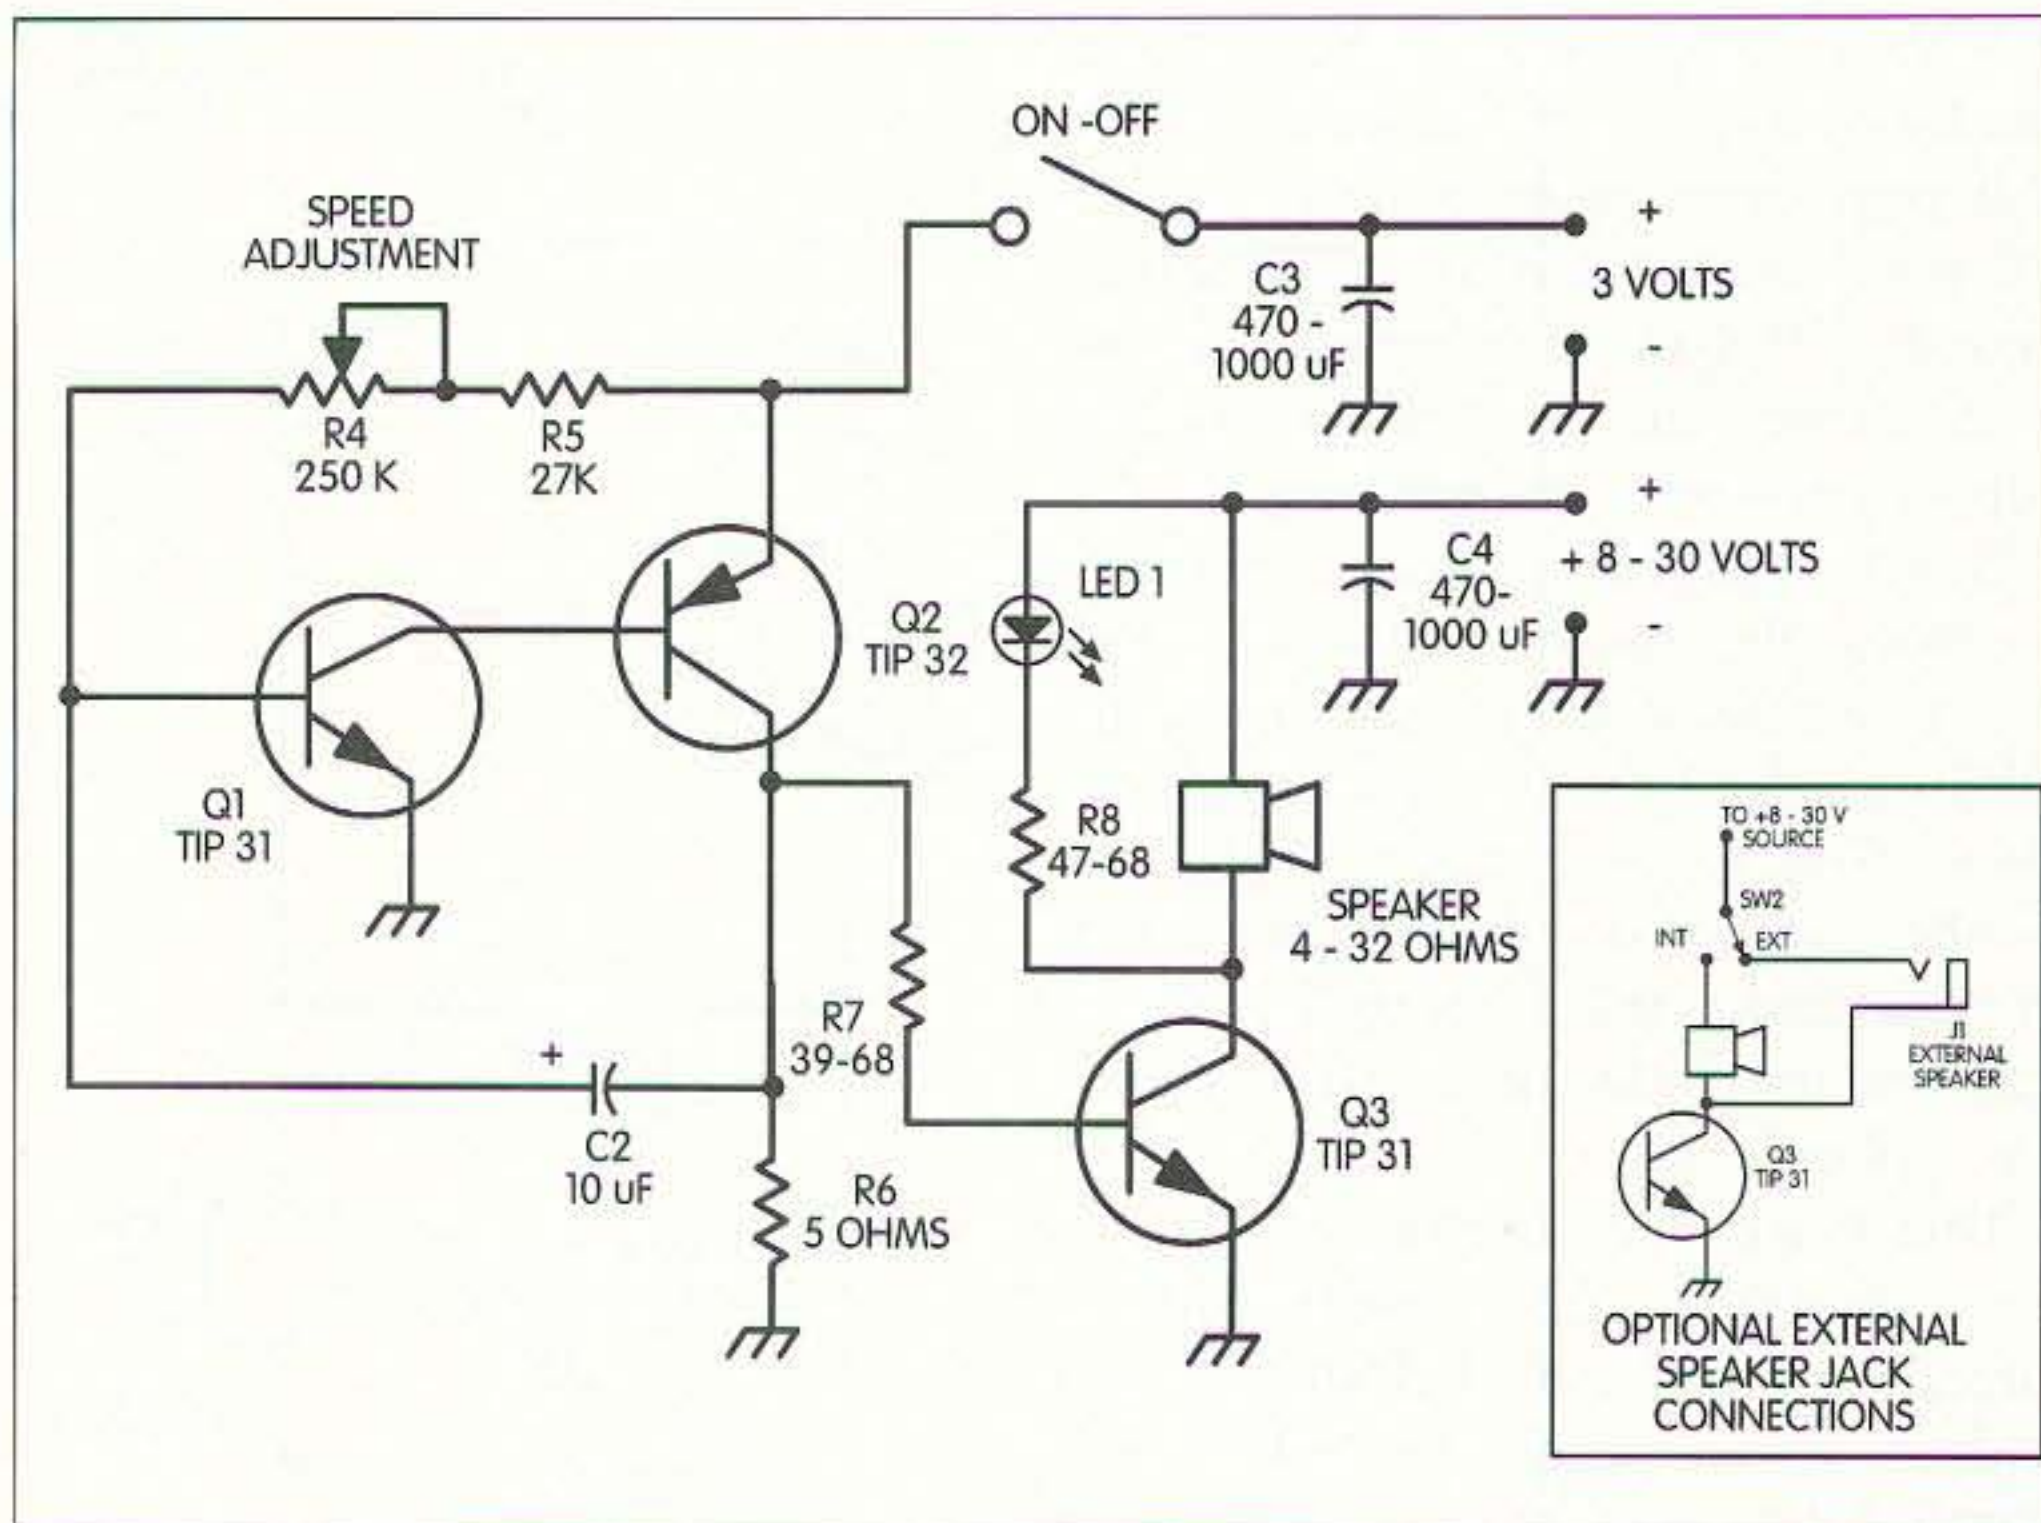 ON -OFF
SPEED
ADJUSTMENT
+
C3
470 -
1000 uF
3 VOLTS
-
R4
250 K
R5
27K
+
LED 1
C4
470-
1000 uF
+ 8 - 30 VOLTS
-
Q2
TIP 32
Q1
TIP 31
R8
47-68
SPEAKER
4 - 32 OHMS
R7
39-68
+
C2
10 uF
R6
5 OHMS
Q3
TIP 31
TO +8 - 30 V
SOURCE
SW2
INT
EXT
J1
EXTERNAL
SPEAKER
Q3
TIP 31
OPTIONAL EXTERNAL
SPEAKER JACK
CONNECTIONS